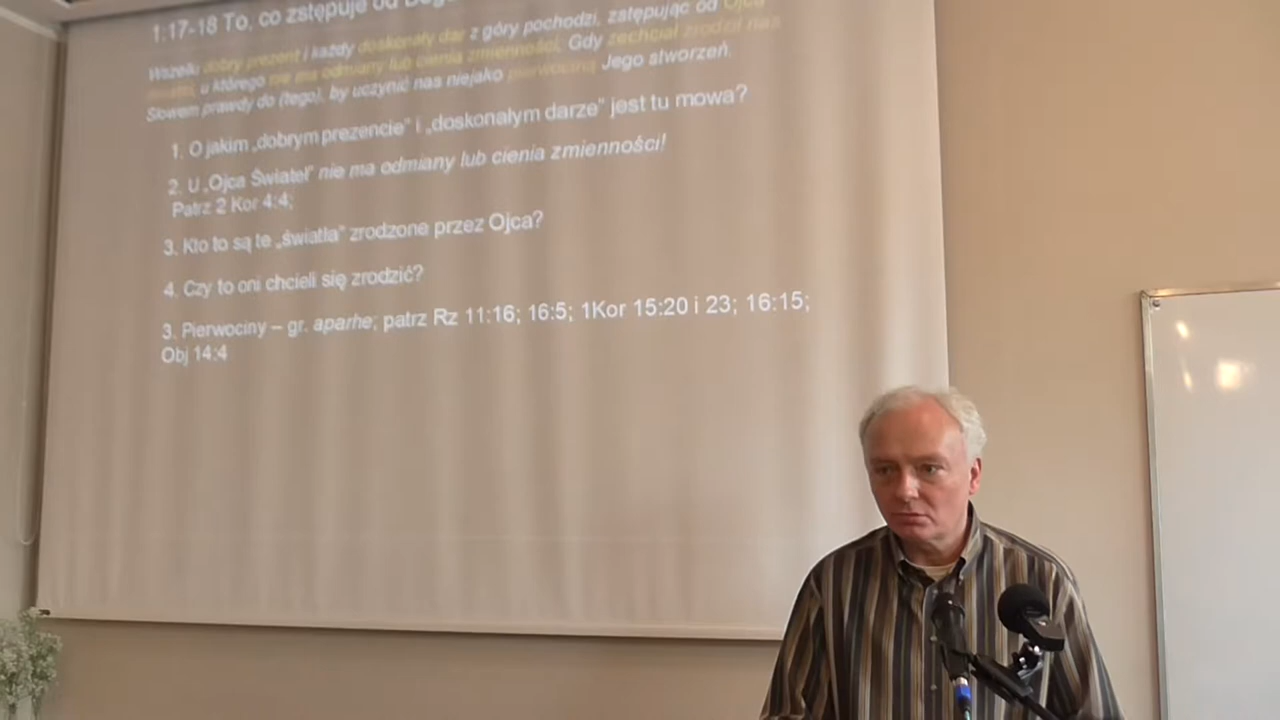 1:17-18 To, co zstępuje od
Wszelki dobry prezent i każdy doskonały dar z góry pochodzi, zstępując od Ojca
świateł, u którego nie ma odmiany lub cienia zmienności. Gdy zechciał zrodził nas
Słowem prawdy do (tego), by uczynić nas niejako pierwociną Jego stworzeń.
1. O jakim „dobrym prezencie” i „doskonałym darze” jest tu mowa?
2. U „Ojca Świateł” nie ma odmiany lub cienia zmienności!
Patrz 2 Kor 4:4;
3. Kto to są te „światła” zrodzone przez Ojca?
4. Czy to oni chcieli się zrodzić?
3. Pierwociny – gr. aparhe; patrz Rz 11:16; 16:5; 1Kor 15:20 i 23; 16:15;
Obj 14:4